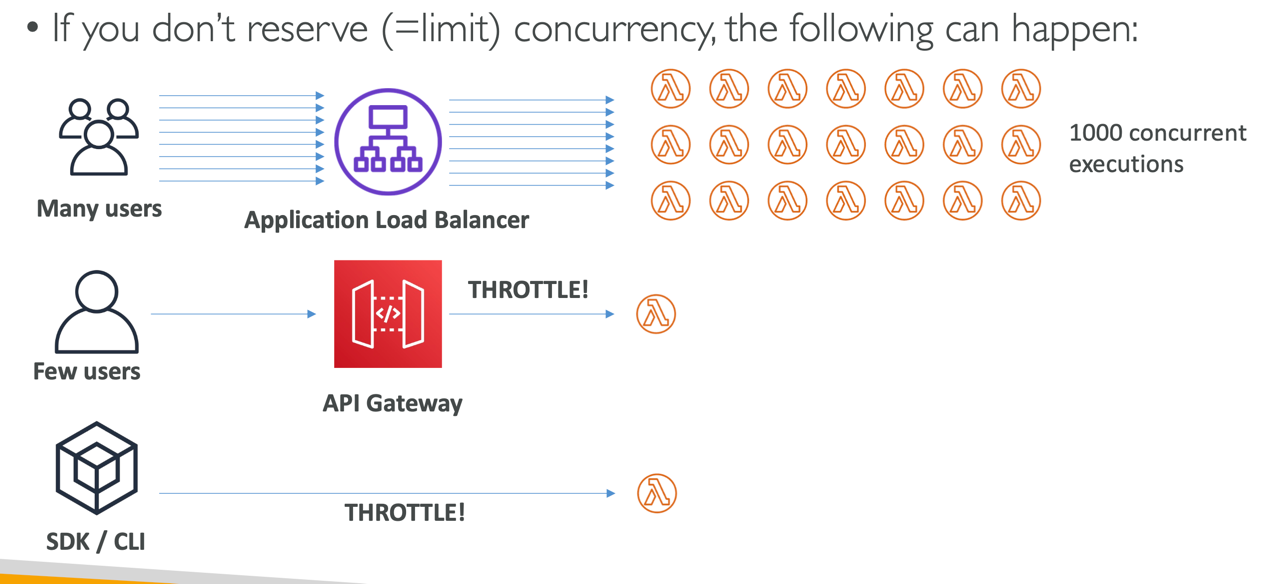 • If you don’t reserve (=limit) concurrency, the following can happen:
Many users
Application Load Balancer
1000 concurrent
executions
Few users
</>
API Gateway
THROTTLE!
SDK / CLI
THROTTLE!